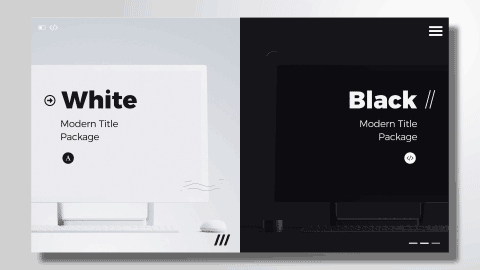 White
Modern Title
Package
A
Black //
Modern Title
Package
</>
///